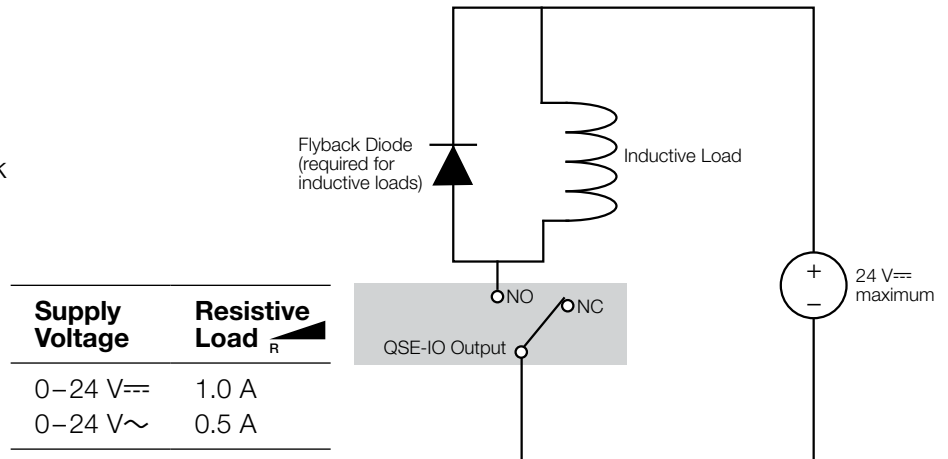 k
Flyback Diode
(required for
inductive loads)
Inductive Load
+
−
24 V⎓
maximum
NO
NC
QSE-IO Output
Supply Voltage
Resistive Load
R
0–24 V⎓ 1.0 A
0–24 V~ 0.5 A